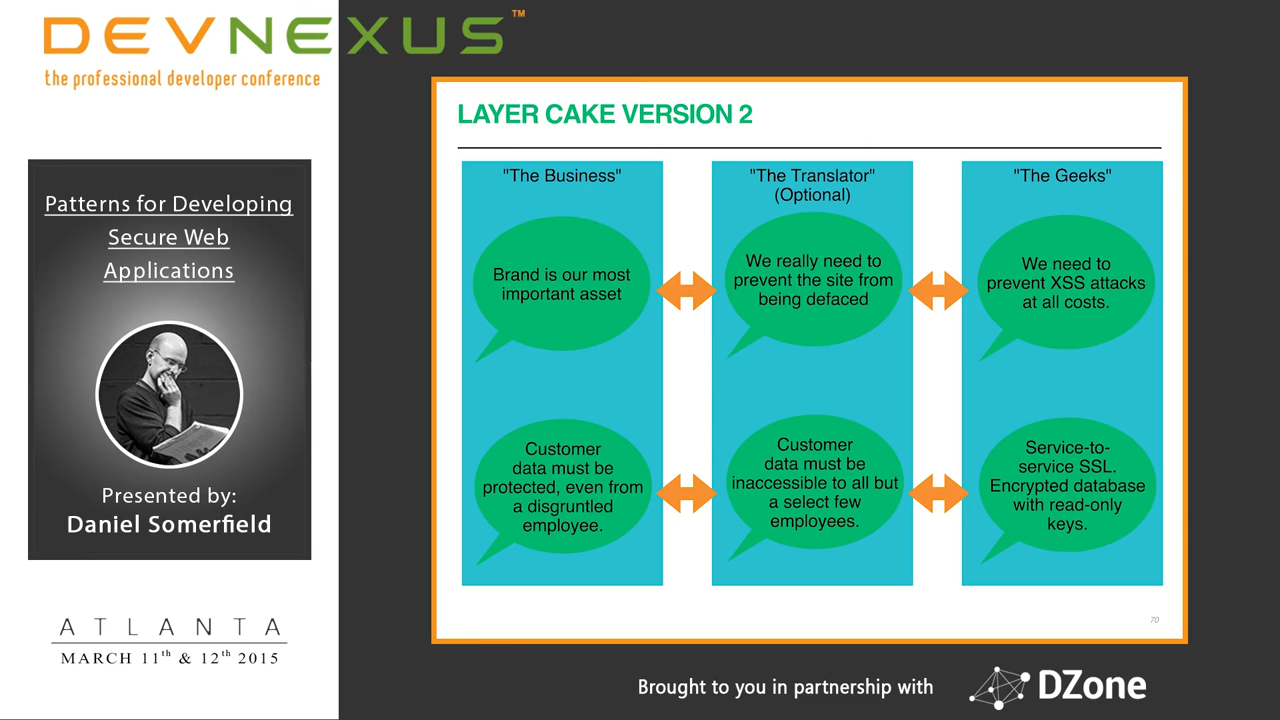 DEVNEXUS™
the professional developer conference
Patterns for Developing
Secure Web
Applications
Presented by:
Daniel Somerfield
ATLANTA
MARCH 11th & 12th 2015
LAYER CAKE VERSION 2
"The Business"
Brand is our most
important asset
Customer
data must be
protected, even from
a disgruntled
employee.
"The Translator"
(Optional)
We really need to
prevent the site from
being defaced
Customer
data must be
inaccessible to all but
a select few
employees.
"The Geeks"
We need to
prevent XSS attacks
at all costs.
Service-to-
service SSL.
Encrypted database
with read-only
keys.
70
Brought to you in partnership with
DZone